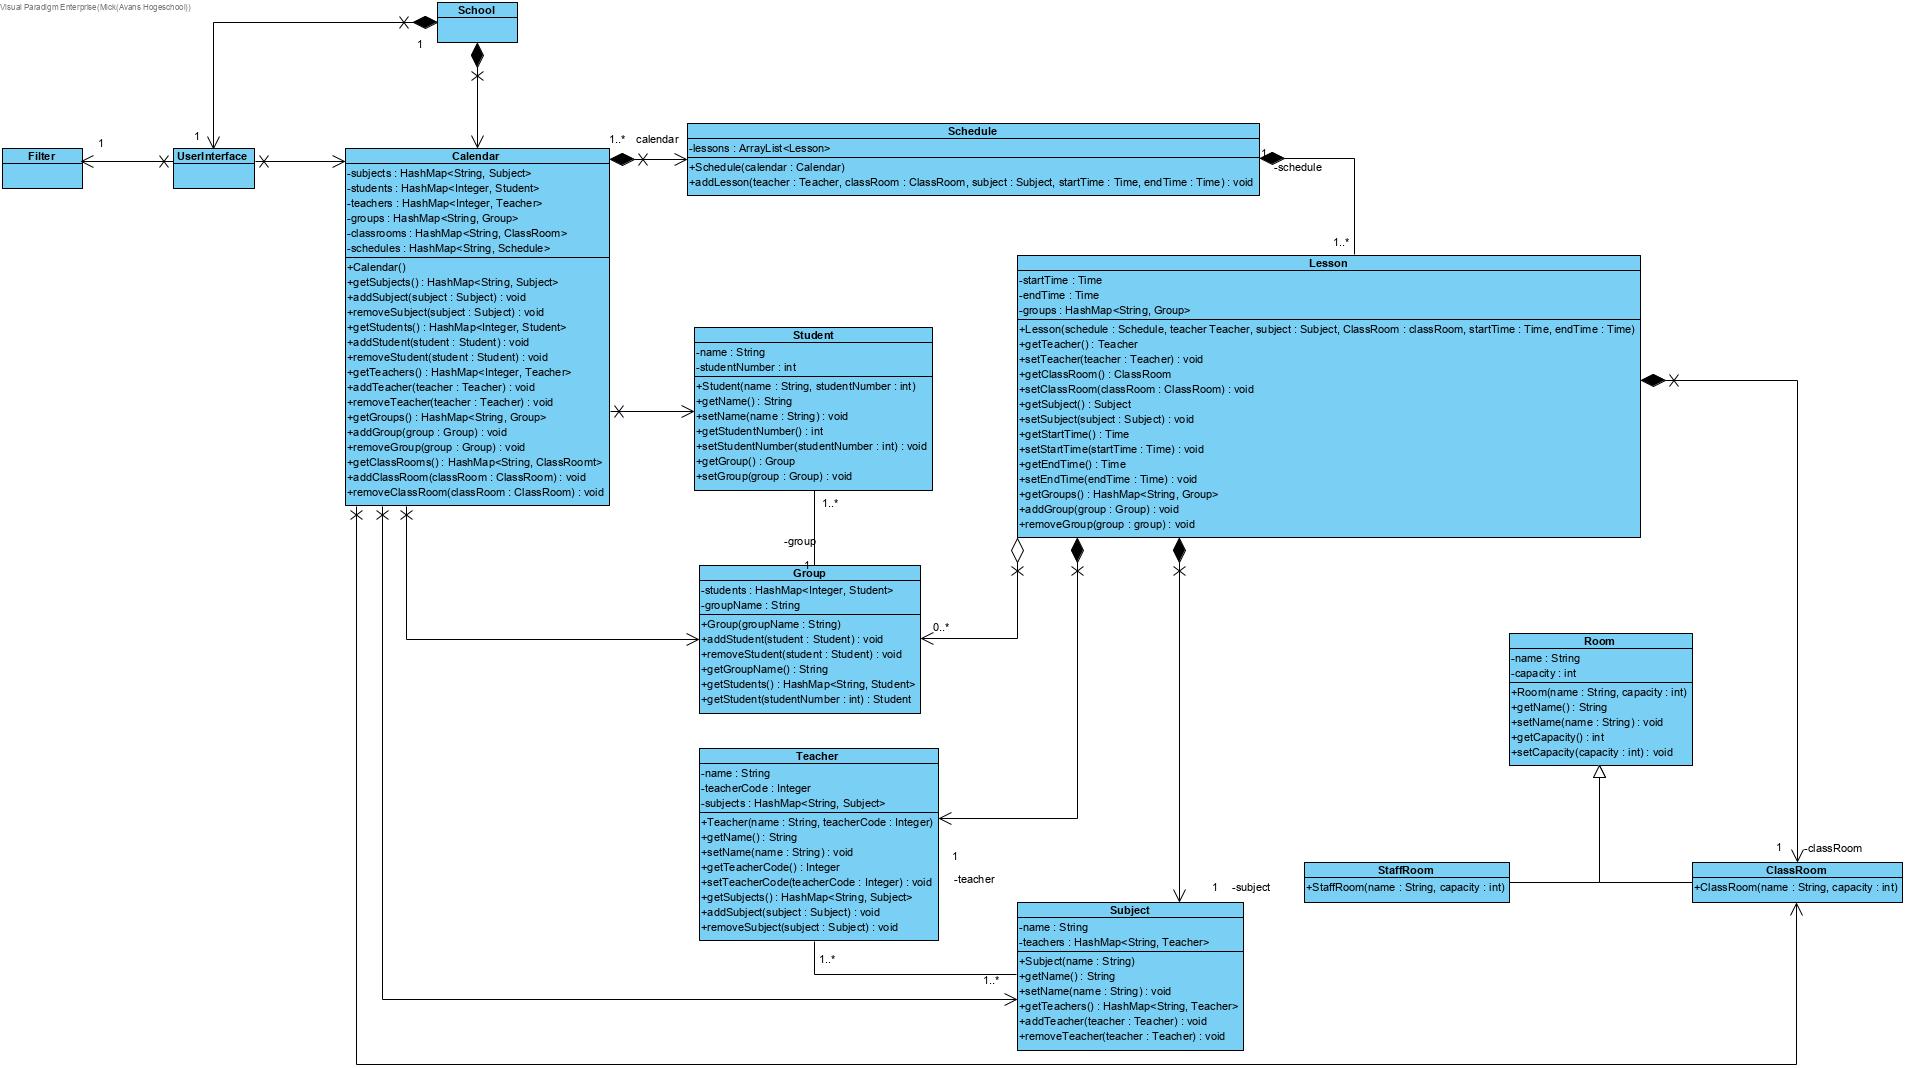 Visual Paradigm Enterprise(Mick(Avans Hogeschool))
School
1
1
1
Filter
UserInterface
Calendar
-subjects : HashMap<String, Subject>
-students : HashMap<Integer, Student>
-teachers : HashMap<Integer, Teacher>
-groups : HashMap<String, Group>
-classrooms : HashMap<String, ClassRoom>
-schedules : HashMap<String, Schedule>
+Calendar()
+getSubjects() : HashMap<String, Subject>
+addSubject(subject : Subject) : void
+removeSubject(subject : Subject) : void
+getStudents() : HashMap<Integer, Student>
+addStudent(student : Student) : void
+removeStudent(student : Student) : void
+getTeachers() : HashMap<Integer, Teacher>
+addTeacher(teacher : Teacher) : void
+removeTeacher(teacher : Teacher) : void
+getGroups() : HashMap<String, Group>
+addGroup(group : Group) : void
+removeGroup(group : Group) : void
+getClassRooms() : HashMap<String, ClassRoomt>
+addClassRoom(classRoom : ClassRoom) : void
+removeClassRoom(classRoom : ClassRoom) : void
1..* calendar
Schedule
-lessons : ArrayList<Lesson>
+Schedule(calendar : Calendar)
+addLesson(teacher : Teacher, classRoom : ClassRoom, subject : Subject, startTime : Time, endTime : Time) : void
1
-schedule
1..*
Lesson
-startTime : Time
-endTime : Time
-groups : HashMap<String, Group>
+Lesson(schedule : Schedule, teacher Teacher, subject : Subject, ClassRoom : classRoom, startTime : Time, endTime : Time)
+getTeacher() : Teacher
+setTeacher(teacher : Teacher) : void
+getClassRoom() : ClassRoom
+setClassRoom(classRoom : ClassRoom) : void
+getSubject() : Subject
+setSubject(subject : Subject) : void
+getStartTime() : Time
+setStartTime(startTime : Time) : void
+getEndTime() : Time
+setEndTime(endTime : Time) : void
+getGroups() : HashMap<String, Group>
+addGroup(group : Group) : void
+removeGroup(group : group) : void
Student
-name : String
-studentNumber : int
+Student(name : String, studentNumber : int)
+getName() : String
+setName(name : String) : void
+getStudentNumber() : int
+setStudentNumber(studentNumber : int) : void
+getGroup() : Group
+setGroup(group : Group) : void
1..*
-group
1
Group
-students : HashMap<Integer, Student>
-groupName : String
+Group(groupName : String)
+addStudent(student : Student) : void
+removeStudent(student : Student) : void
+getGroupName() : String
+getStudents() : HashMap<String, Student>
+getStudent(studentNumber : int) : Student
0..*
Teacher
-name : String
-teacherCode : Integer
-subjects : HashMap<String, Subject>
+Teacher(name : String, teacherCode : Integer)
+getName() : String
+setName(name : String) : void
+getTeacherCode() : Integer
+setTeacherCode(teacherCode : Integer) : void
+getSubjects() : HashMap<String, Subject>
+addSubject(subject : Subject) : void
+removeSubject(subject : Subject) : void
1
-teacher
1..*
1..*
1 -subject
Subject
-name : String
-teachers : HashMap<String, Teacher>
+Subject(name : String)
+getName() : String
+setName(name : String) : void
+getTeachers() : HashMap<String, Teacher>
+addTeacher(teacher : Teacher) : void
+removeTeacher(teacher : Teacher) : void
Room
-name : String
-capacity : int
+Room(name : String, capacity : int)
+getName() : String
+setName(name : String) : void
+getCapacity() : int
+setCapacity(capacity : int) : void
StaffRoom
+StaffRoom(name : String, capacity : int)
1 -classRoom
ClassRoom
+ClassRoom(name : String, capacity : int)